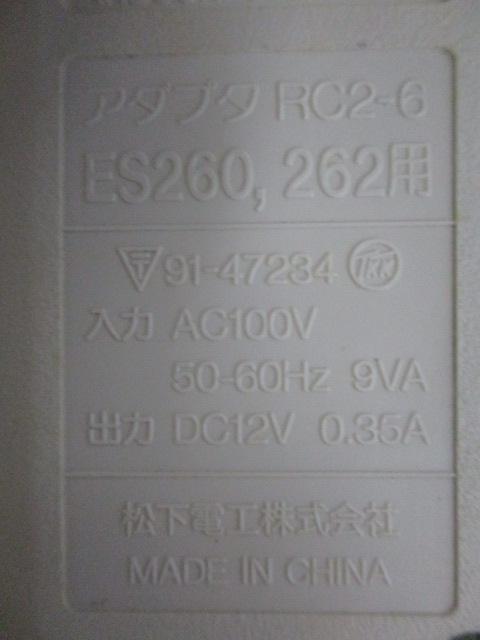 アダプタ RC2-6
ES260, 262用
91-47234
入力 AC100V
50-60Hz 9VA
出力 DC12V 0.35A
松下電工株式会社
MADE IN CHINA